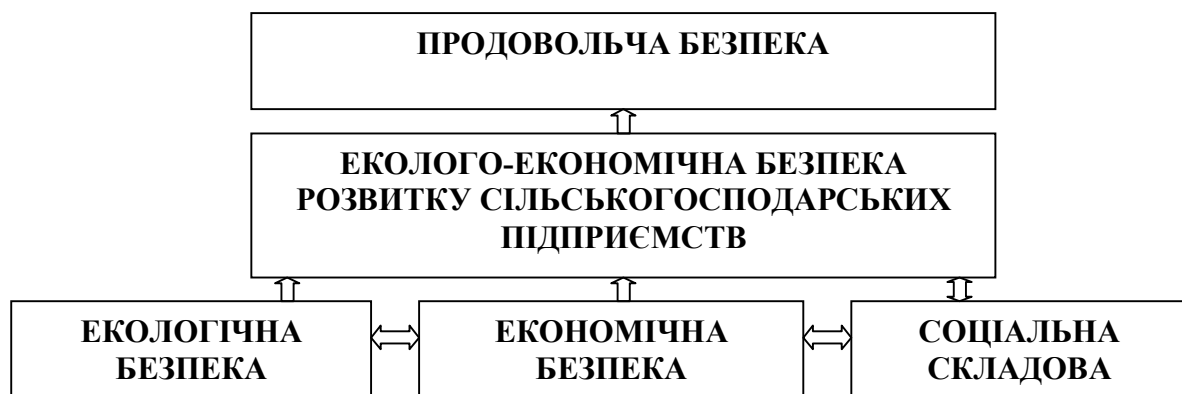 ПРОДОВОЛЬЧА БЕЗПЕКА
ЕКОЛОГО-ЕКОНОМІЧНА БЕЗПЕКА
РОЗВИТКУ СІЛЬСЬКОГОСПОДАРСЬКИХ
ПІДПРИЄМСТВ
ЕКОЛОГІЧНА
БЕЗПЕКА
ЕКОНОМІЧНА
БЕЗПЕКА
СОЦІАЛЬНА
СКЛАДОВА